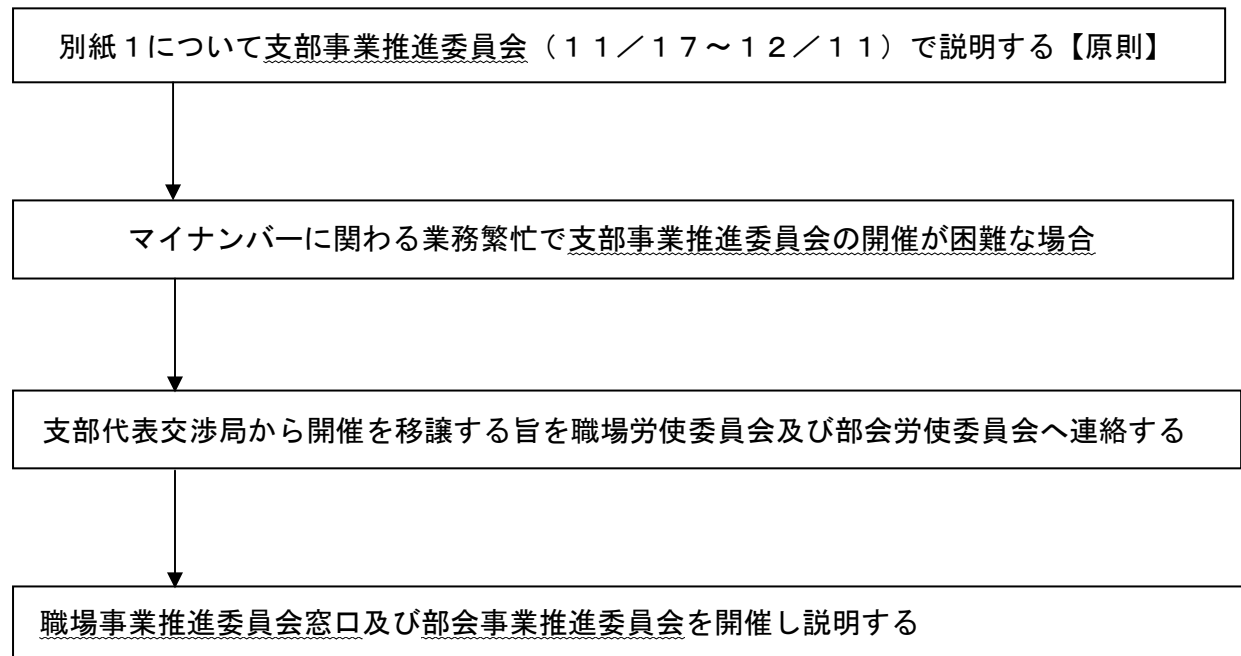 別紙１について支部事業推進委員会（１１／１７～１２／１１）で説明する【原則】
マイナンバーに関わる業務繁忙で支部事業推進委員会の開催が困難な場合
支部代表交渉局から開催を移譲する旨を職場労使委員会及び部会労使委員会へ連絡する
職場事業推進委員会窓口及び部会事業推進委員会を開催し説明する